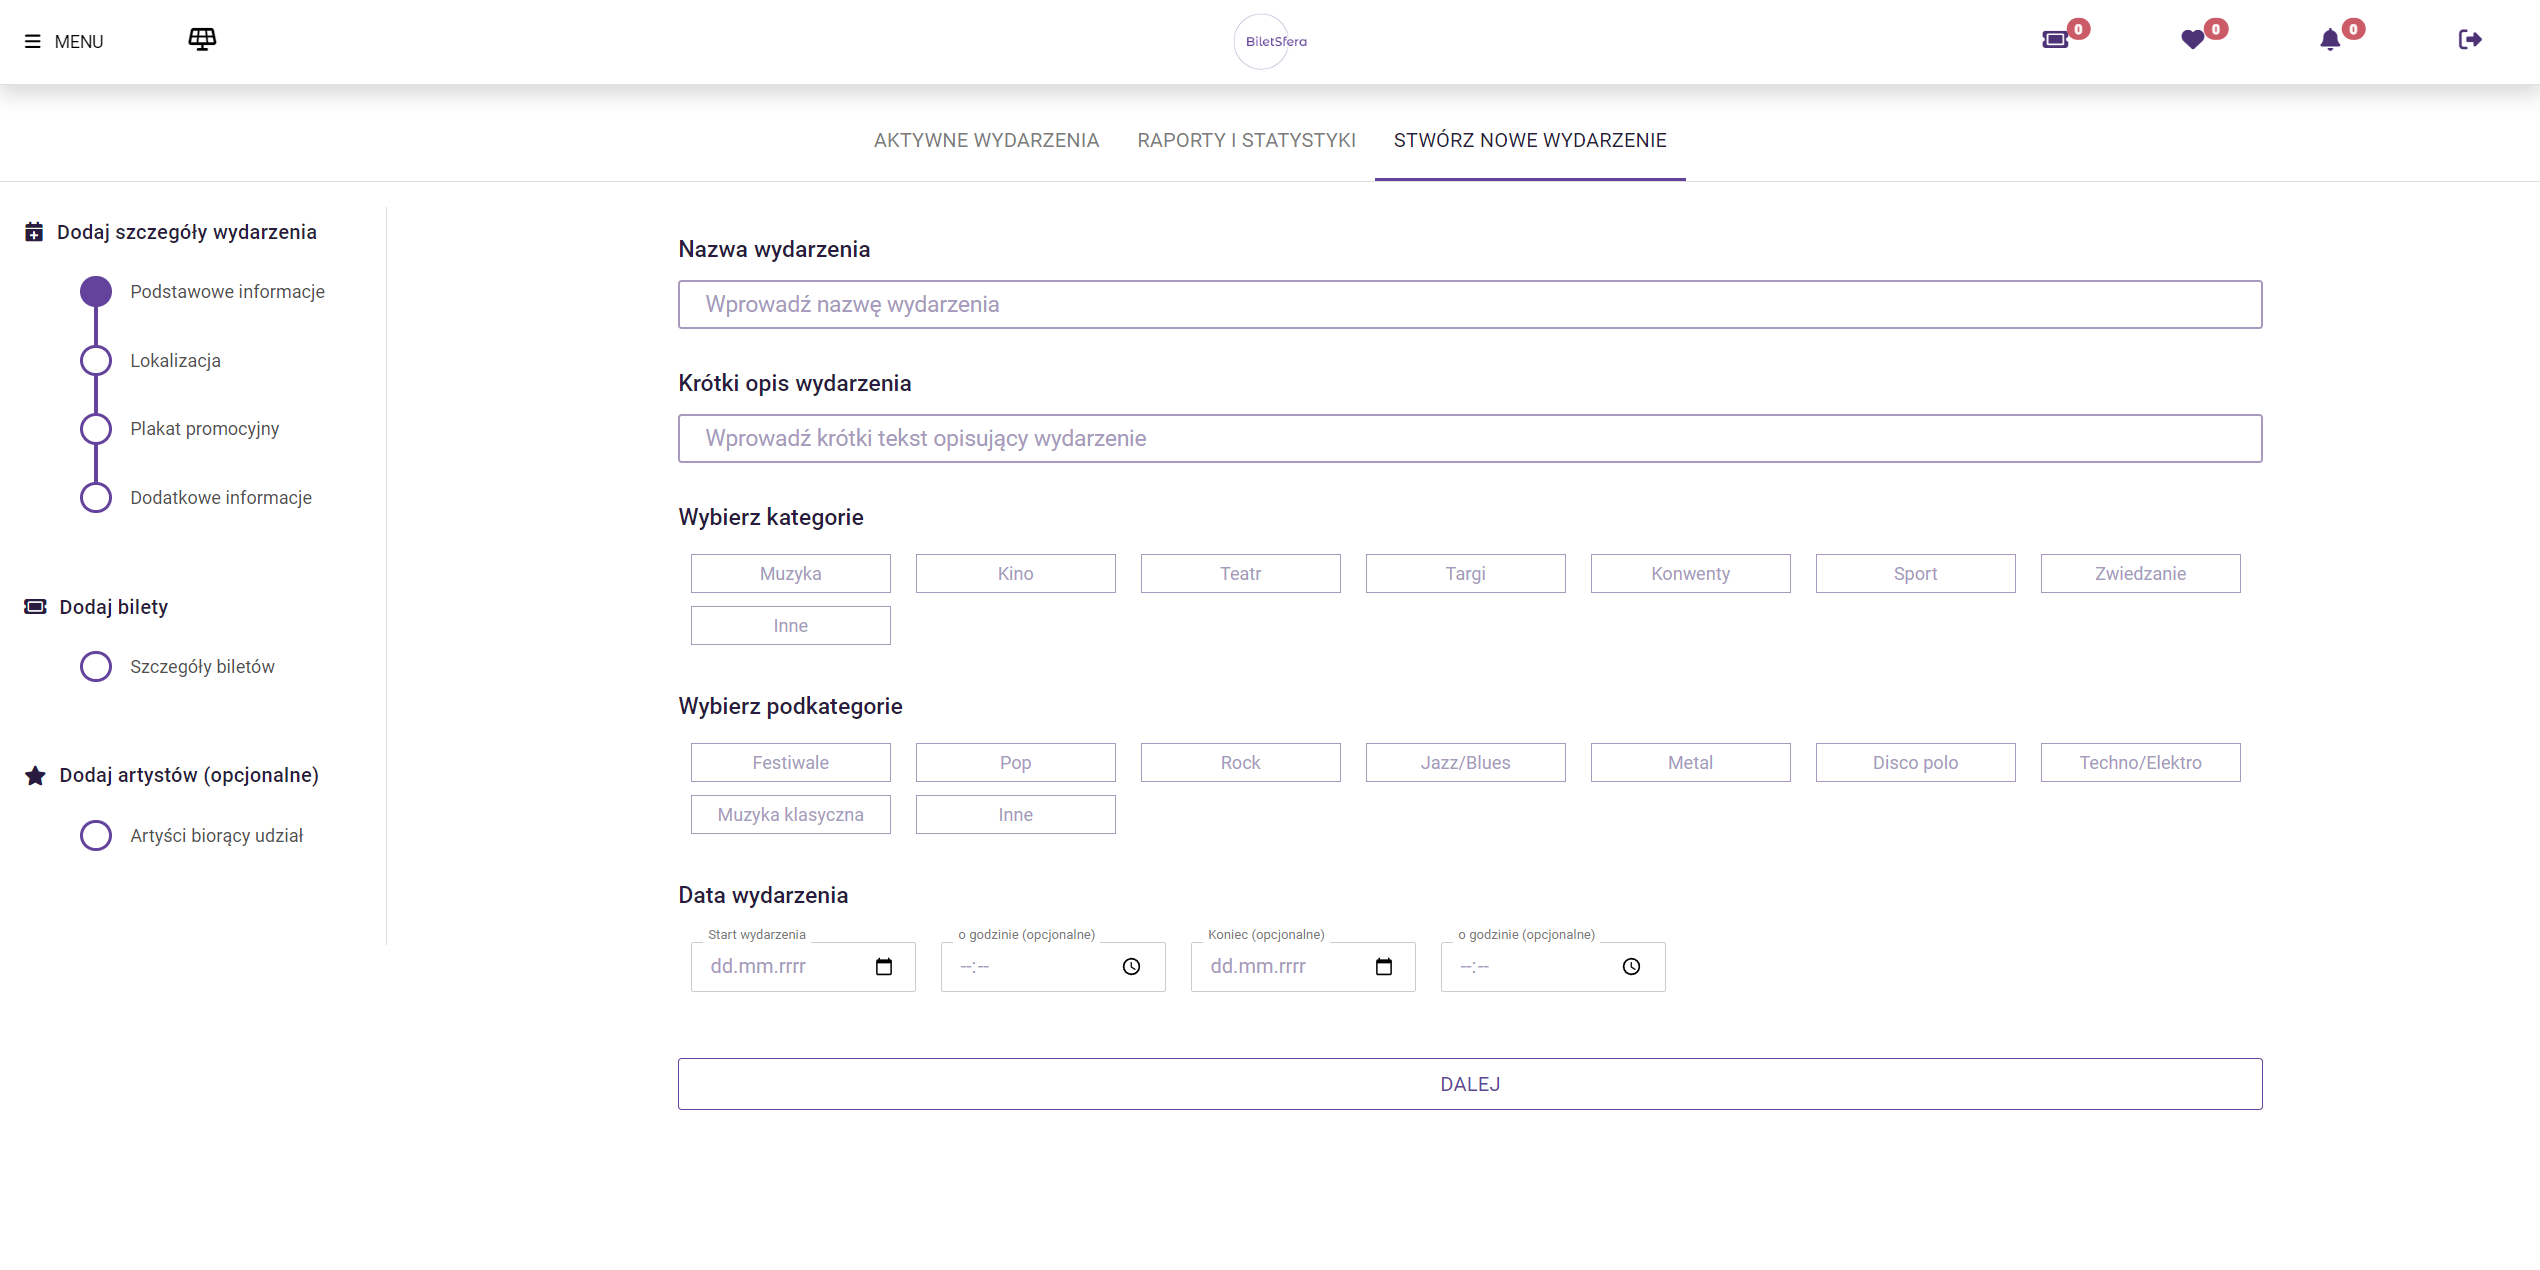 MENU
BiletSfera
0
0
0
AKTYWNE WYDARZENIA RAPORTY I STATYSTYKI STWÓRZ NOWE WYDARZENIE
Dodaj szczegóły wydarzenia
Podstawowe informacje
Lokalizacja
Plakat promocyjny
Dodatkowe informacje
Dodaj bilety
Szczegóły biletów
Dodaj artystów (opcjonalne)
Artyści biorący udział
Nazwa wydarzenia
Wprowadź nazwę wydarzenia
Krótki opis wydarzenia
Wprowadź krótki tekst opisujący wydarzenie
Wybierz kategorie
Muzyka Kino Teatr Targi Konwenty Sport Zwiedzanie
Inne
Wybierz podkategorie
Festiwale Pop Rock Jazz/Blues Metal Disco polo Techno/Elektro
Muzyka klasyczna Inne
Data wydarzenia
Start wydarzenia o godzinie (opcjonalne) Koniec (opcjonalne) o godzinie (opcjonalne)
dd.mm.rrrr --:-- dd.mm.rrrr --:--
DALEJ